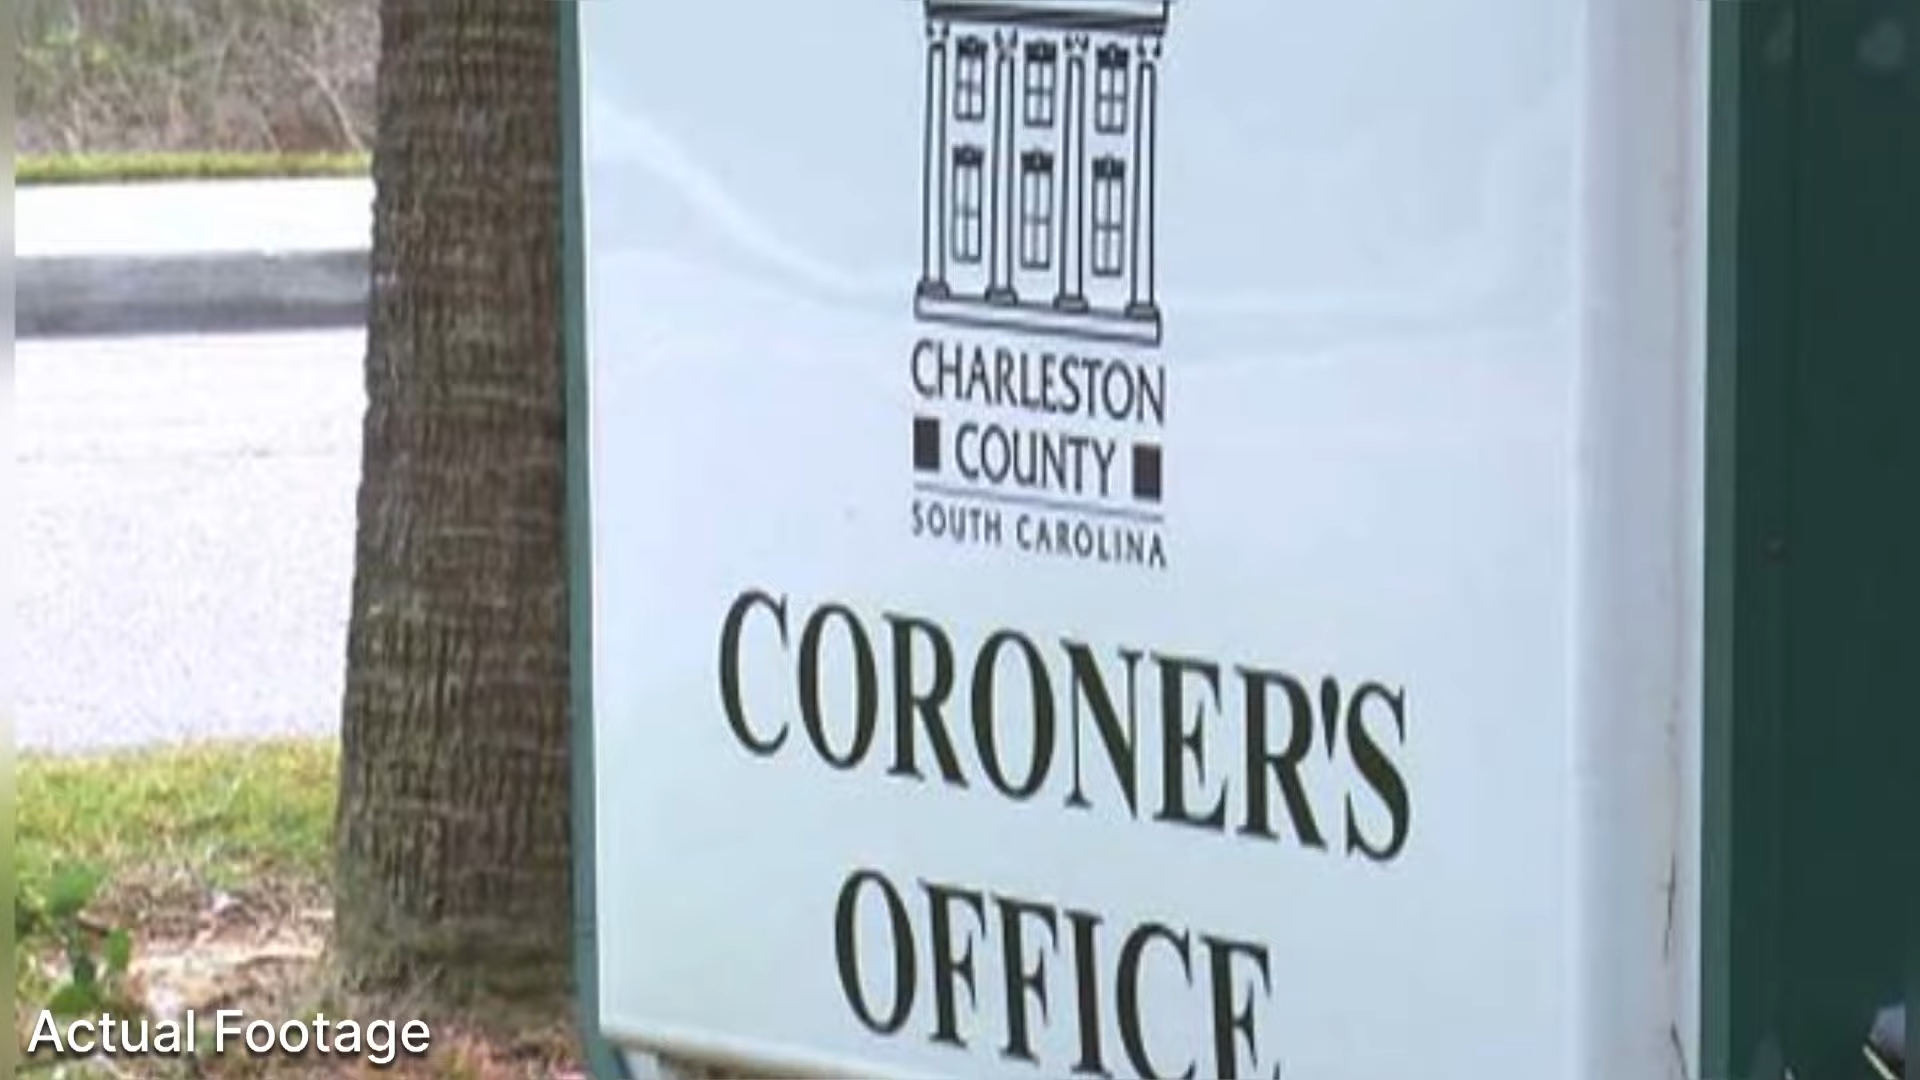 CHARLESTON
COUNTY
SOUTH CAROLINA
CORONER'S
OFFICE
Actual Footage